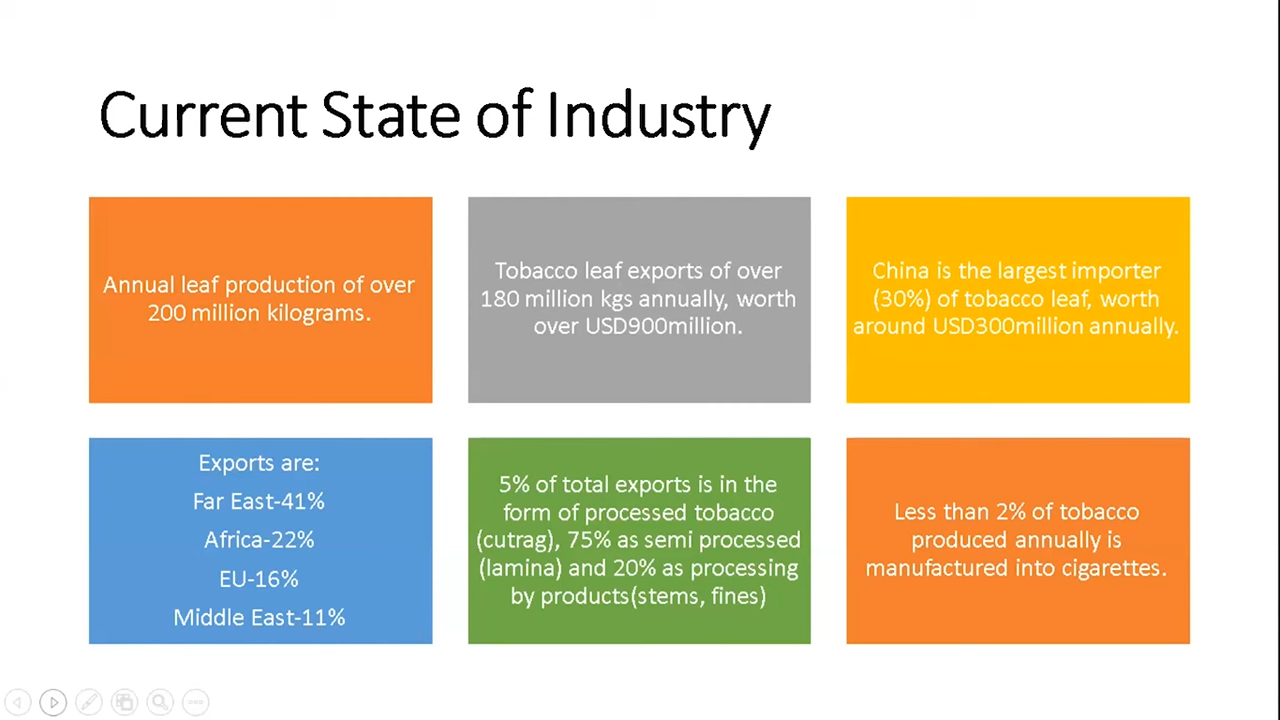 Current State of Industry
Annual leaf production of over
200 million kilograms.
Tobacco leaf exports of over
180 million kgs annually, worth
over USD900million.
China is the largest importer
(30%) of tobacco leaf, worth
around USD300million annually.
Exports are:
Far East-41%
Africa-22%
EU-16%
Middle East-11%
5% of total exports is in the
form of processed tobacco
(cutrag), 75% as semi processed
(lamina) and 20% as processing
by products(stems, fines)
Less than 2% of tobacco
produced annually is
manufactured into cigarettes.